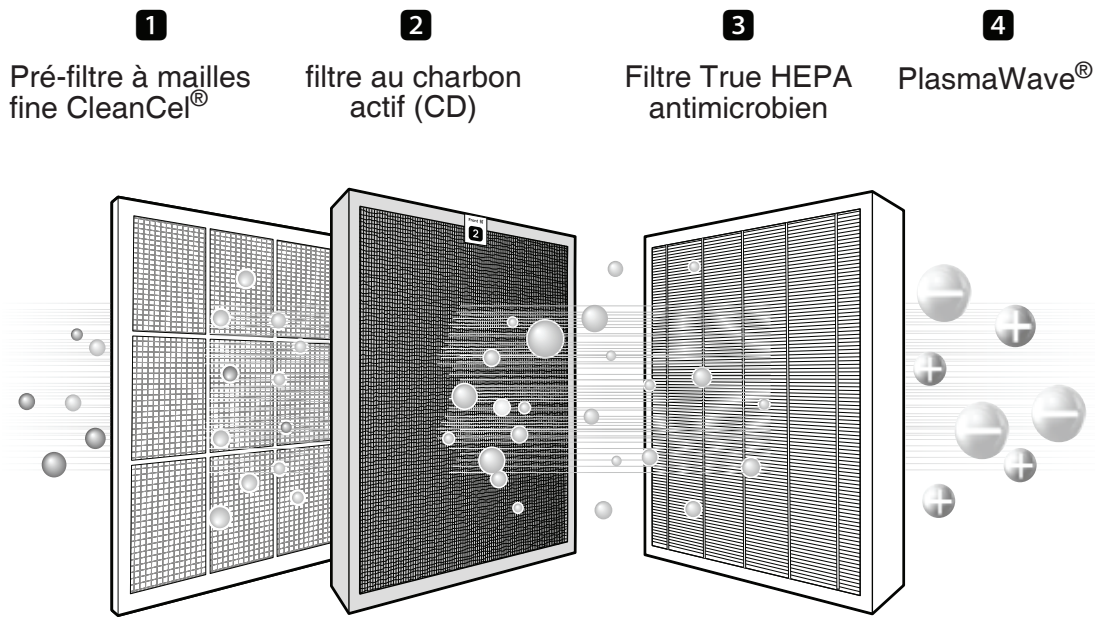 1
Pré-filtre à mailles
fine CleanCel®
2
filtre au charbon
actif (CD)
3
Filtre True HEPA
antimicrobien
4
PlasmaWave®
Front
2